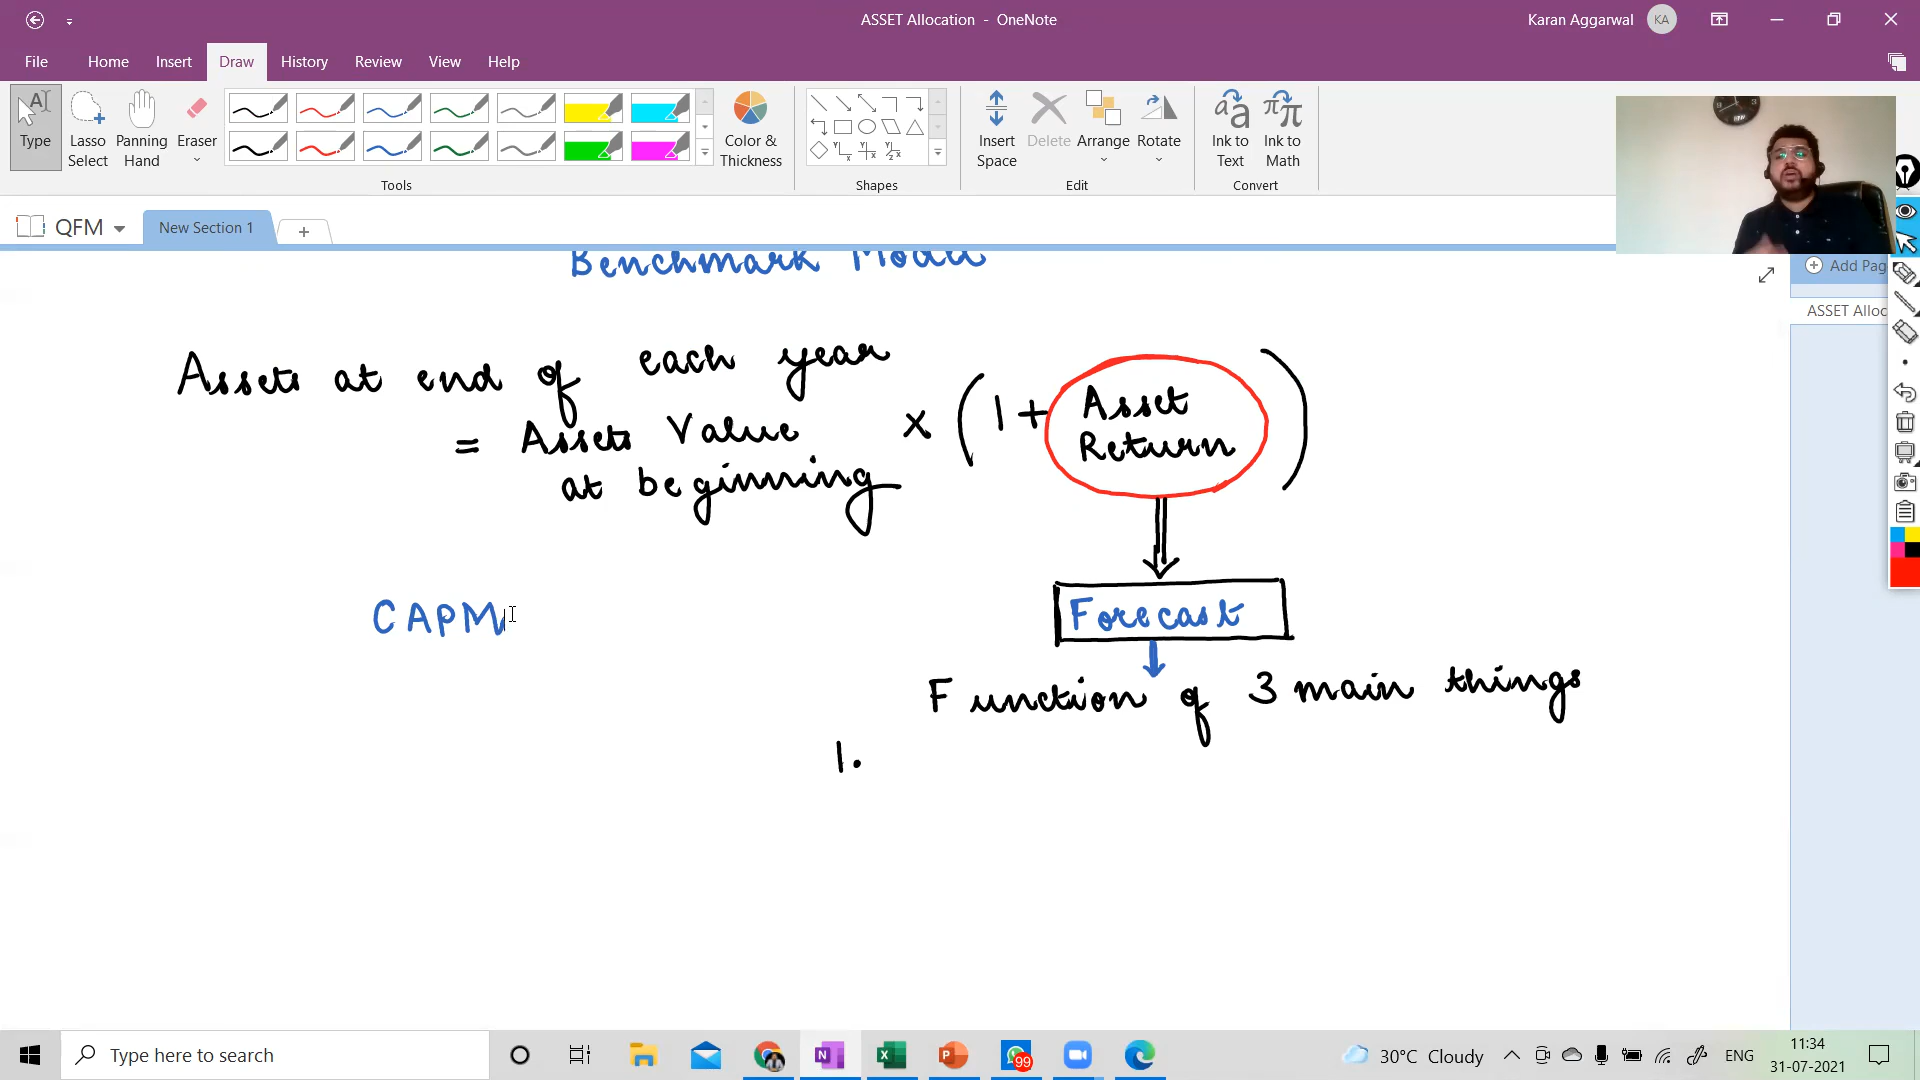 ASSET Allocation - OneNote
Karan Aggarwal
KA
File
Home
Insert
Draw
History
Review
View
Help
Type
Lasso Select
Panning Hand
Eraser
Color & Thickness
Insert Space
Delete
Arrange
Rotate
Ink to Text
Ink to Math
Tools
Shapes
Edit
Convert
QFM
New Section 1
Add Pag
ASSET Alloc
Benchmark Model
Assets at end of each year
= Assets Value × (1 + Asset
at beginning Return)
Forecast
CAPM
Function of 3 main things
1.
Type here to search
99
30°C Cloudy
ENG
11:34
31-07-2021